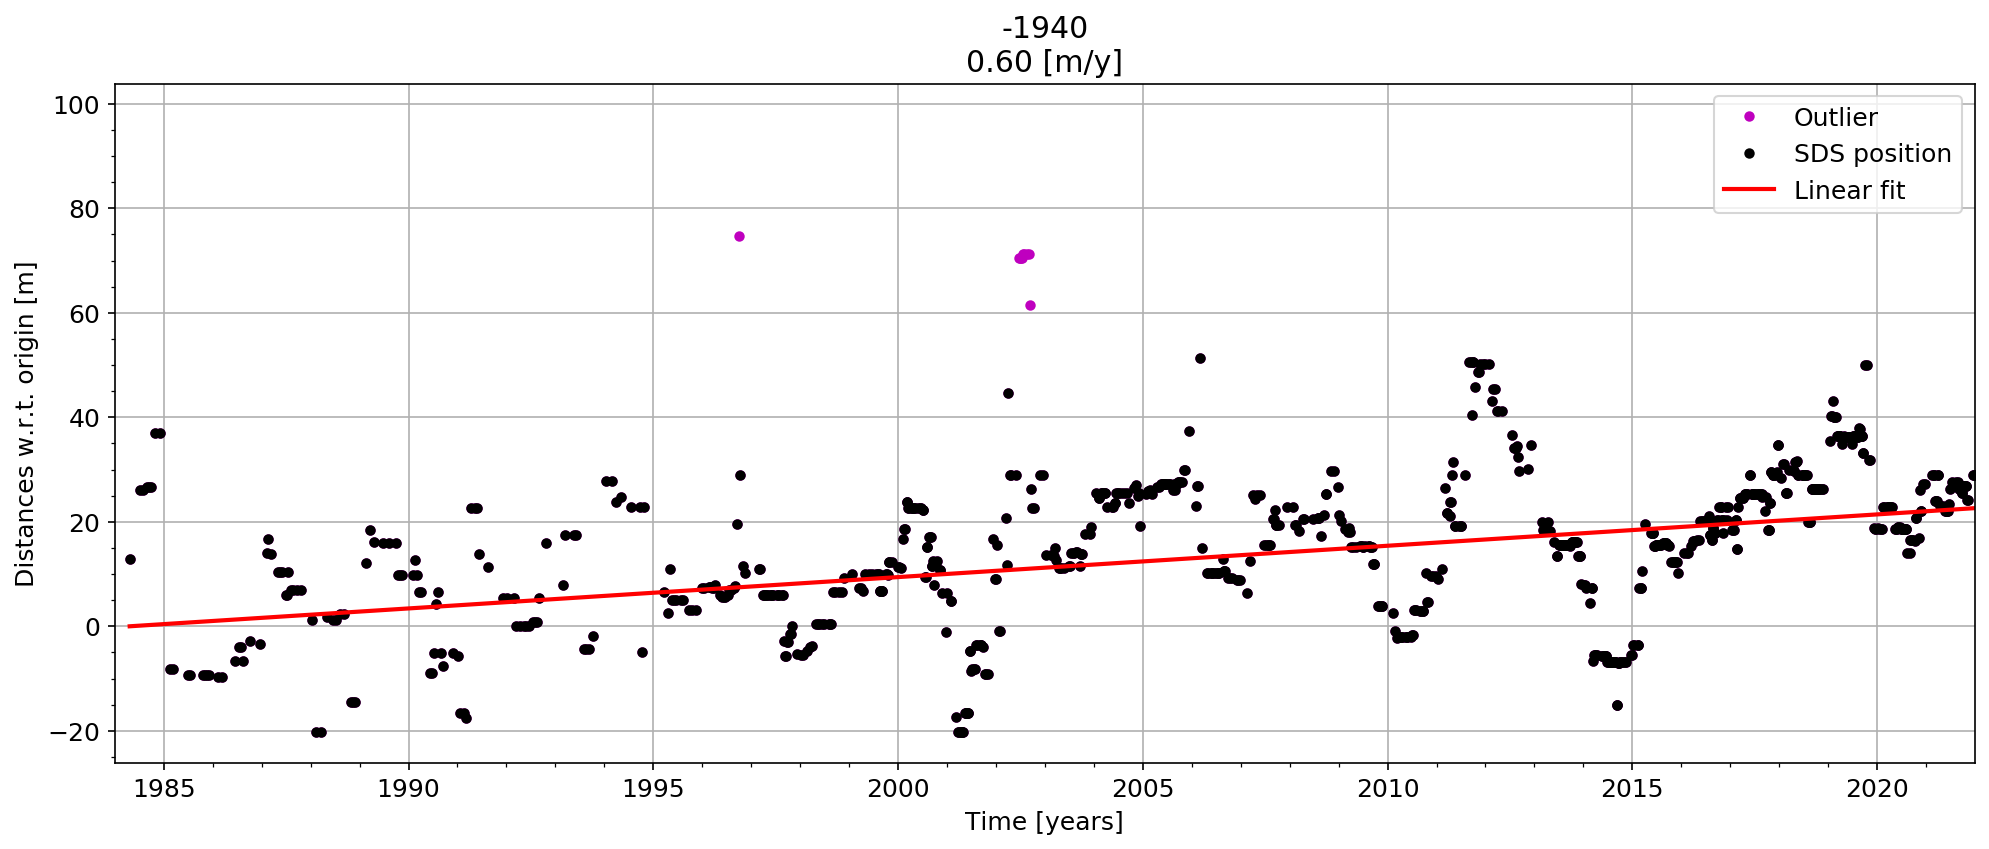 -1940
0.60 [m/y]
Distances w.r.t. origin [m]
100
80
60
40
20
0
−20
Outlier
SDS position
Linear fit
1985 1990 1995 2000 2005 2010 2015 2020
Time [years]